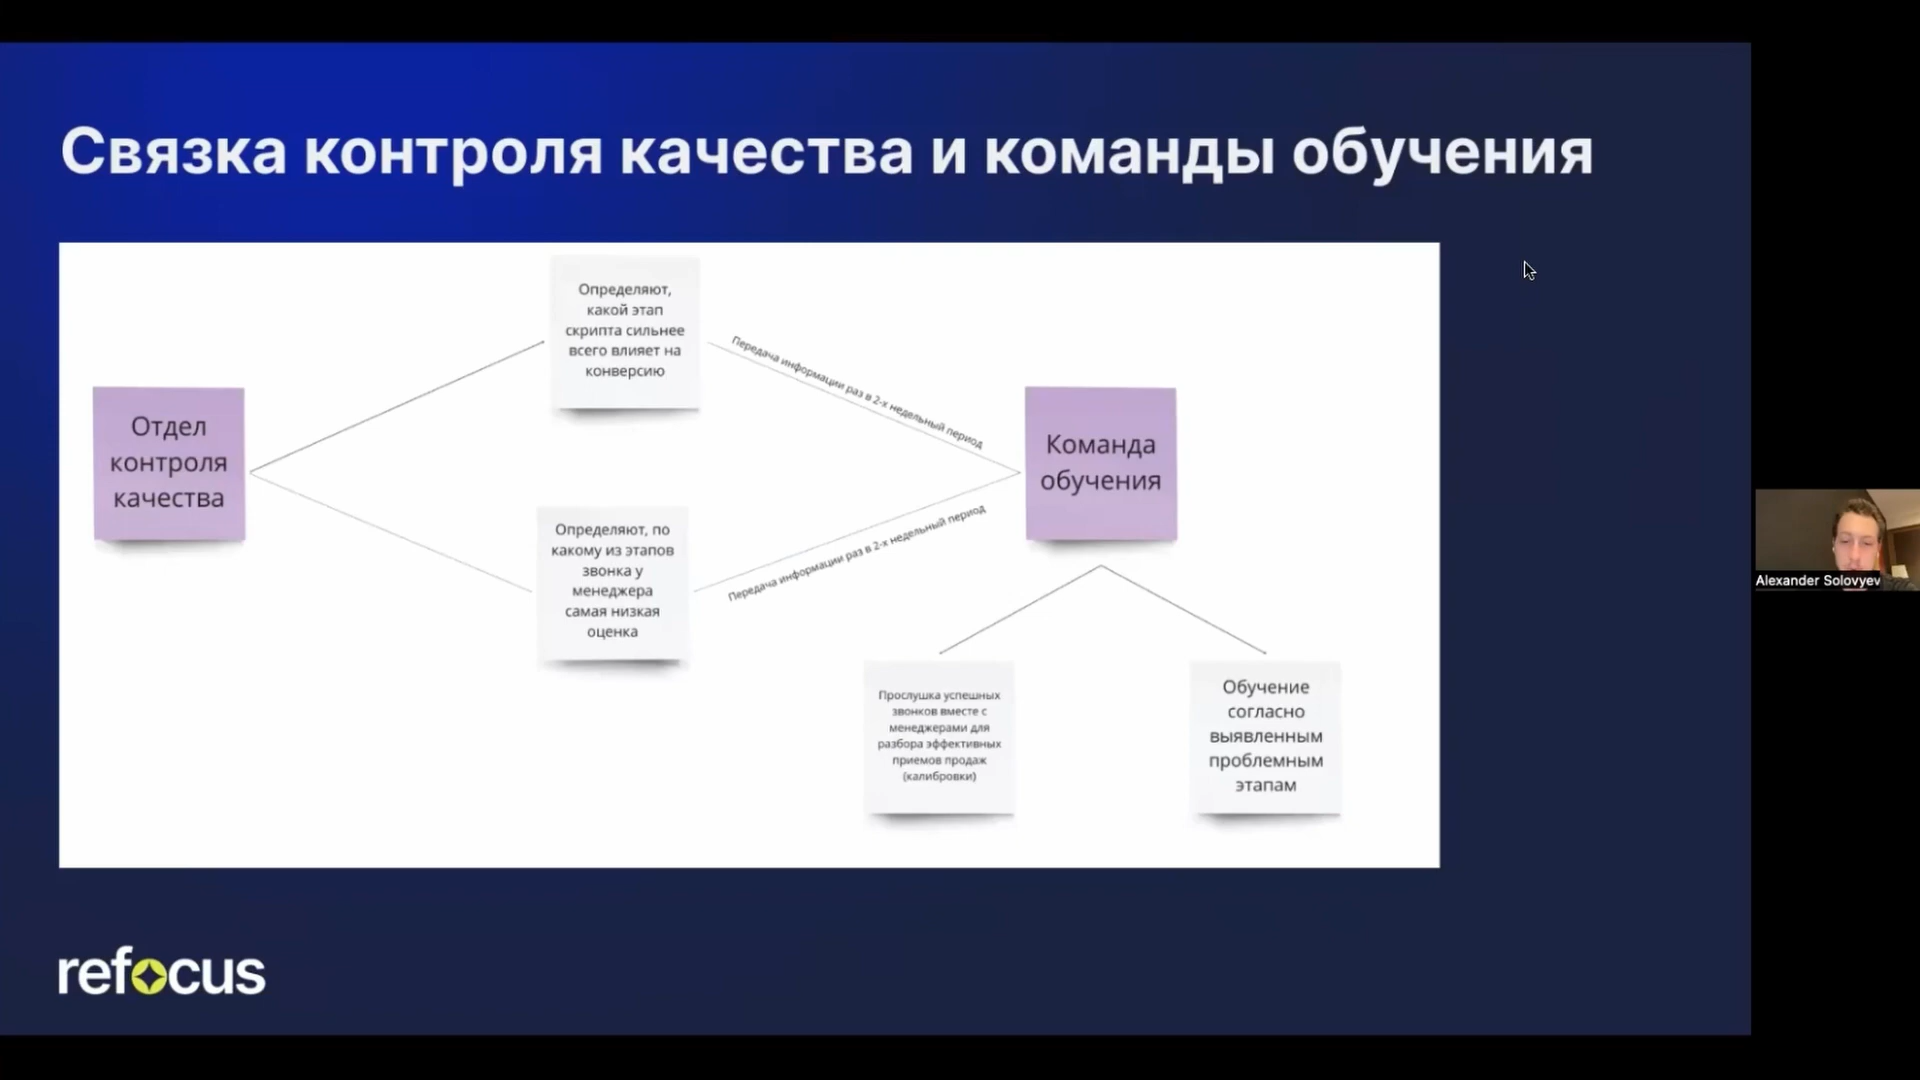 Связка контроля качества и команды обучения
Определяют,
какой этап
скрипта сильнее
всего влияет на
конверсию
Передача информации раз в 2-х недельный период
Отдел
контроля
качества
Команда
обучения
Определяют, по
какому из этапов
звонка у
менеджера
самая низкая
оценка
Передача информации раз в 2-х недельный период
Прослушка успешных
звонков вместе с
менеджерами для
разбора эффективных
приемов продаж
(калибровки)
Обучение
согласно
выявленным
проблемным
этапам
Alexander Solovyev
refocus